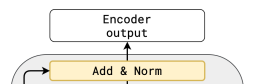 Encoder
output
Add & Norm